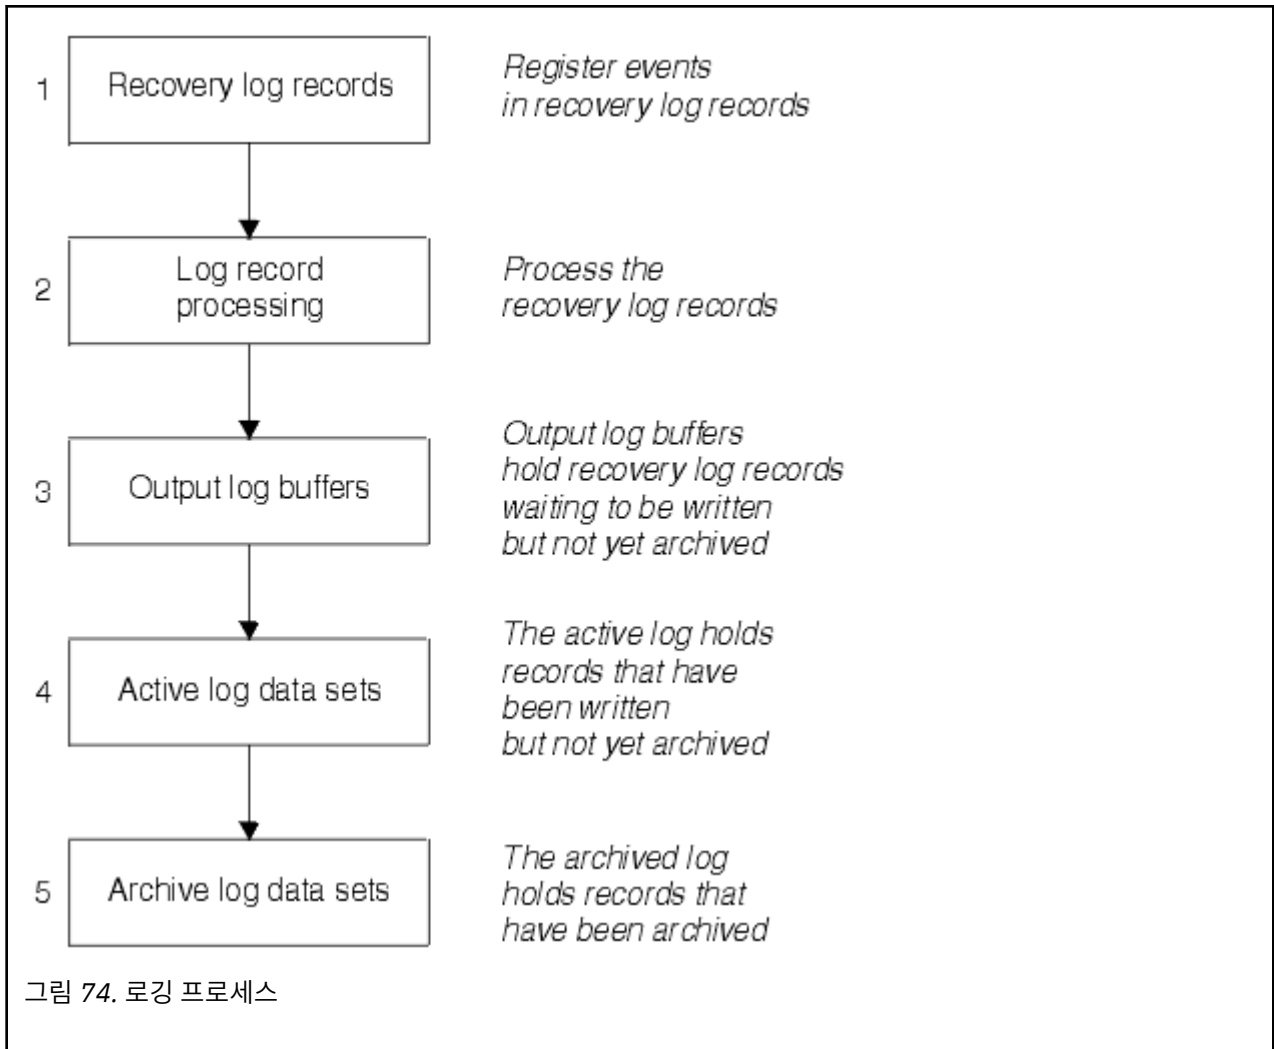 1
Recovery log records
Register events
in recovery log records
2
Log record
processing
Process the
recovery log records
3
Output log buffers
Output log buffers
hold recovery log records
waiting to be written
but not yet archived
4
Active log data sets
The active log holds
records that have
been written
but not yet archived
5
Archive log data sets
The archived log
holds records that
have been archived
그림 74. 로깅 프로세스